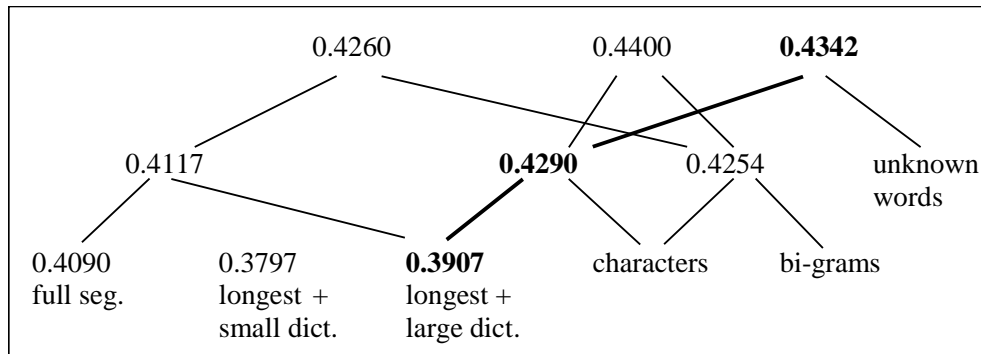 0.4260 0.4400 0.4342
0.4117 0.4290 0.4254 unknown
words
0.4090 0.3797 0.3907 characters bi-grams
full seg. longest + longest +
small dict. large dict.